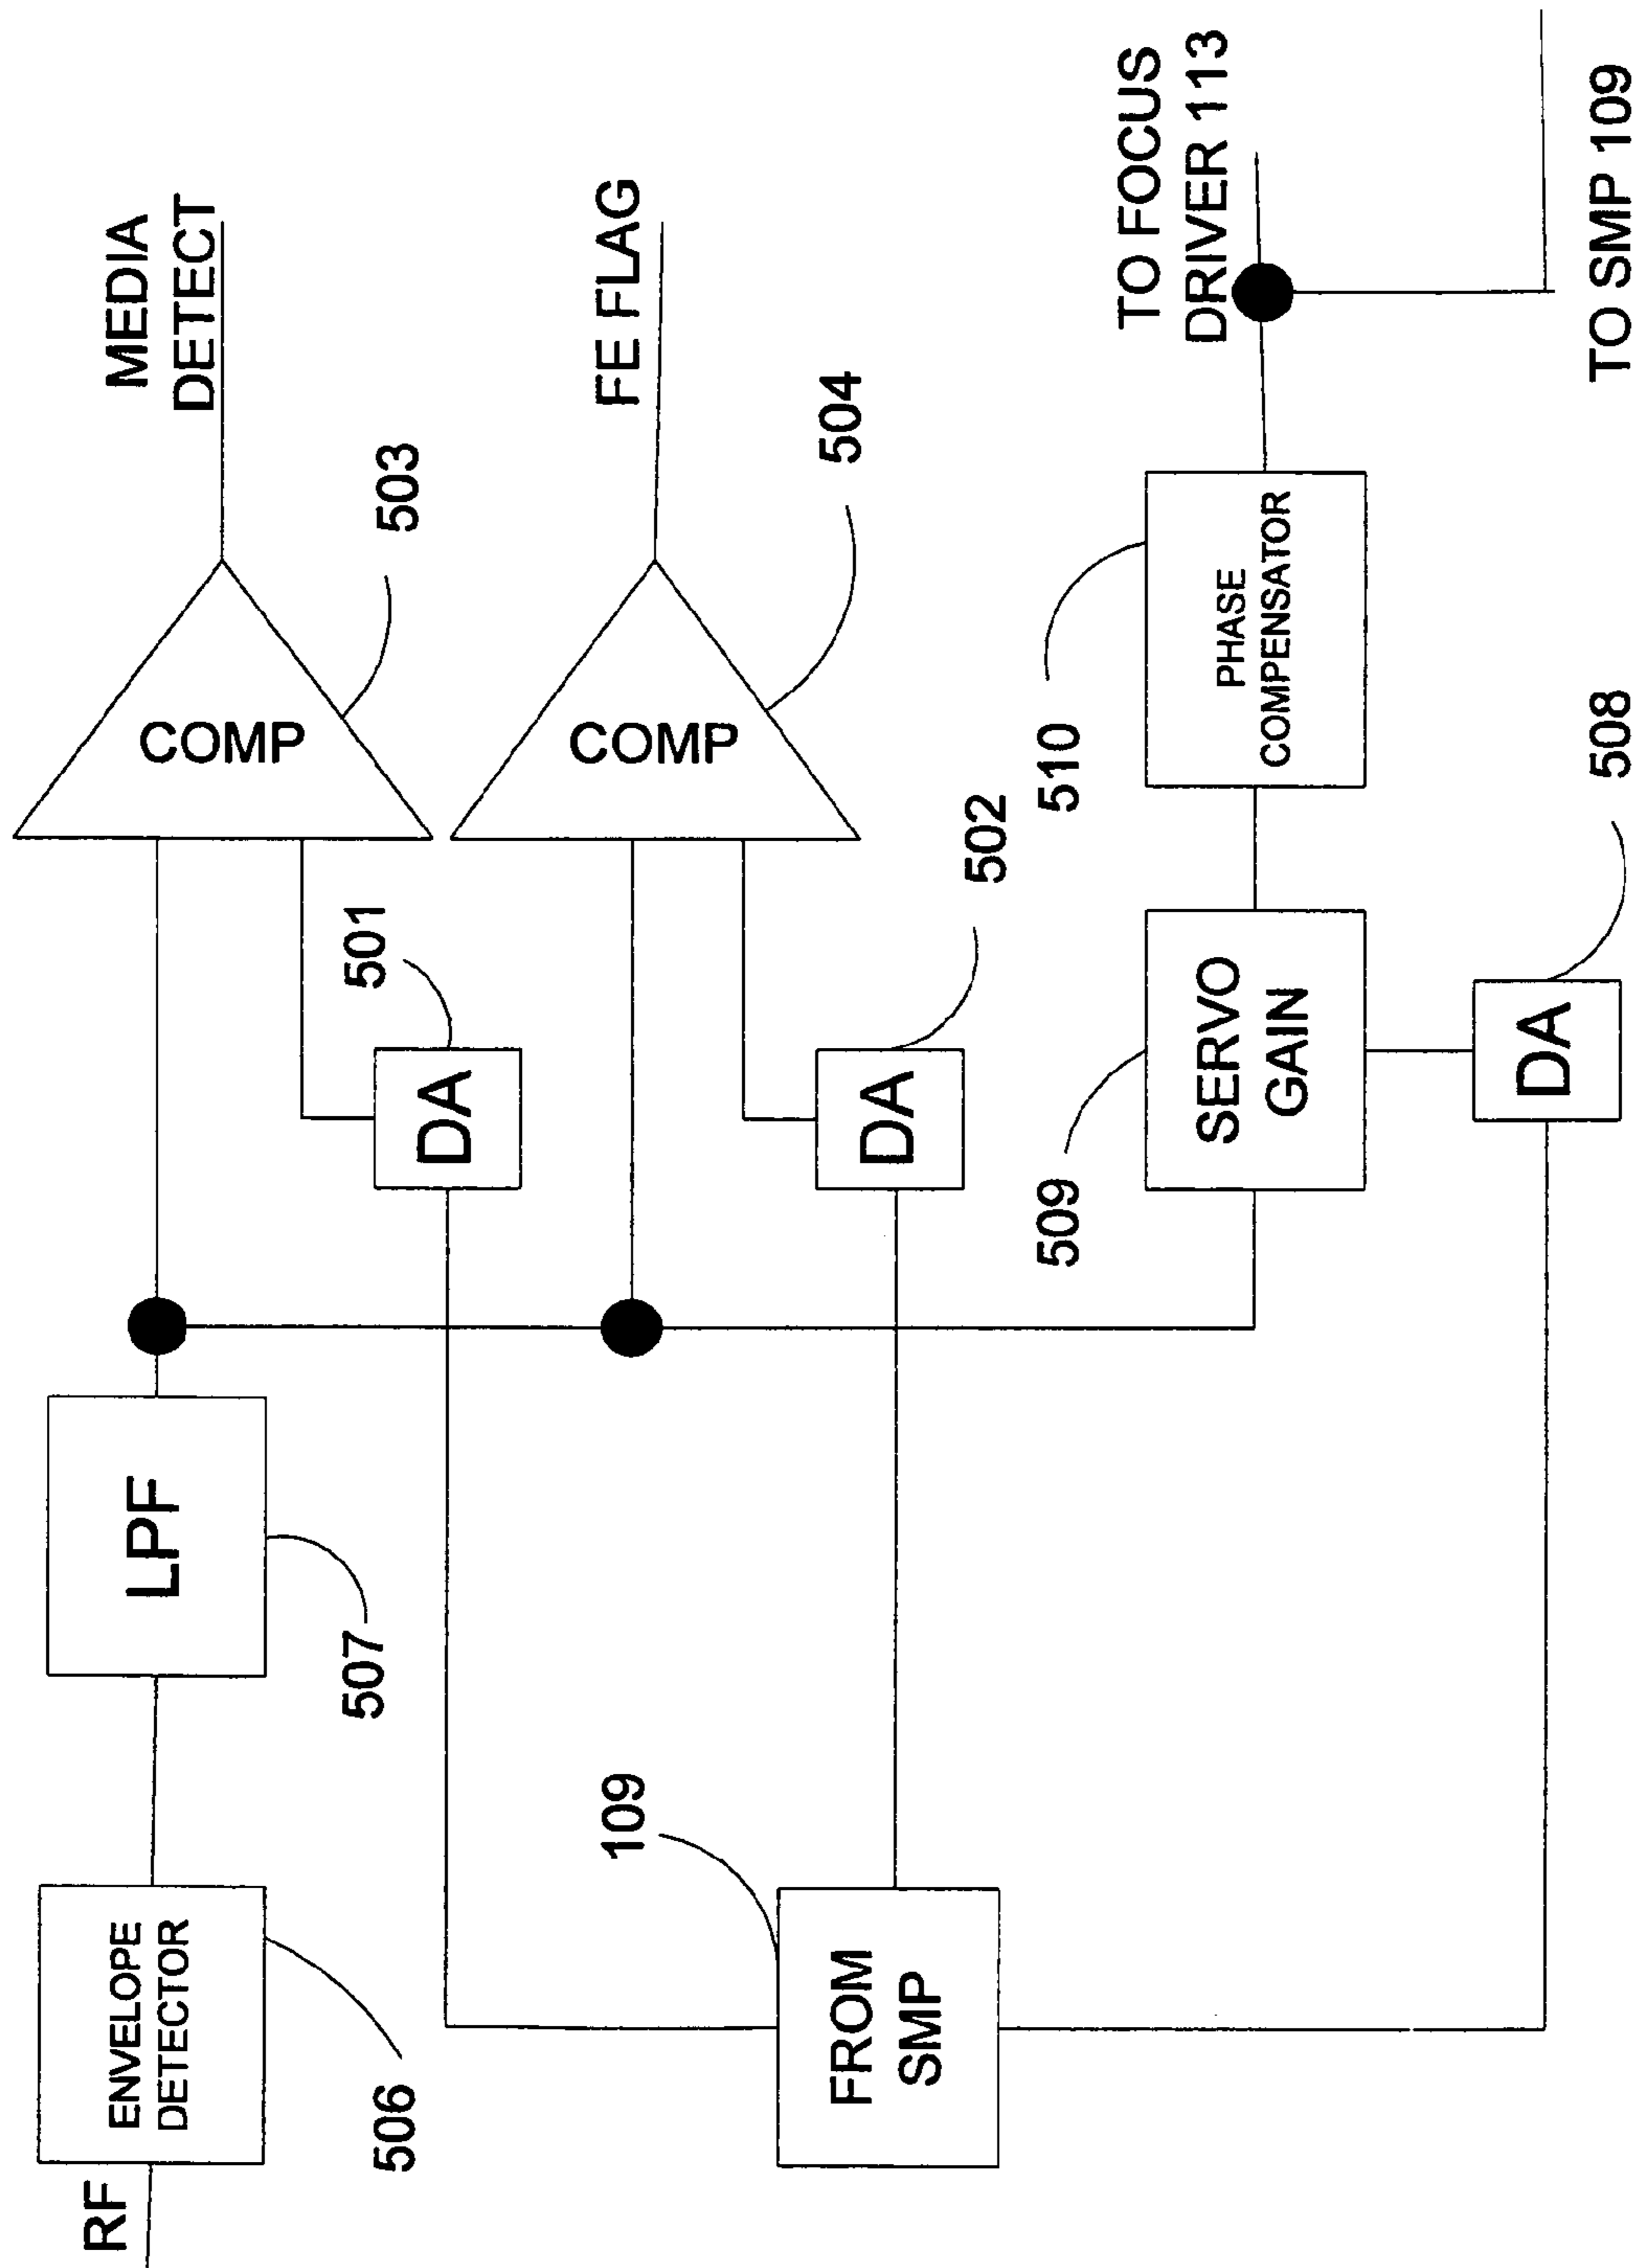 RF
ENVELOPE
DETECTOR
506
LPF
507
COMP
503
MEDIA
DETECT
DA
501
COMP
504
FE FLAG
DA
502
FROM
SMP
109
SERVO
GAIN
509
PHASE
COMPENSATOR
510
DA
508
TO FOCUS
DRIVER 113
TO SMP 109